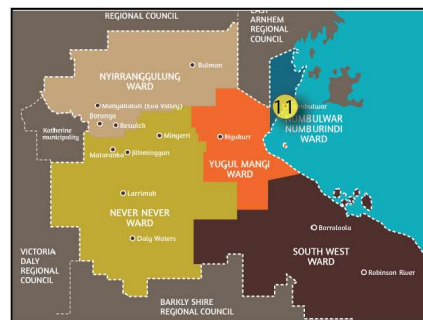 REGIONAL COUNCIL
EAST
ARNHEM
REGIONAL
COUNCIL
NYIRRANGGULUNG
WARD
Bulman
Manyallaluk (Eva Valley)
Barunga
Beswick
Katherine
municipality
Minyerri
Mataranka
Jilkminggan
Ngukurr
11
NUMBULWAR
NUMBURINDI
WARD
YUGUL MANGI
WARD
Larrimah
NEVER NEVER
WARD
Daly Waters
Borroloola
SOUTH WEST
WARD
Robinson River
VICTORIA
DALY
REGIONAL
COUNCIL
BARKLY SHIRE
REGIONAL COUNCIL